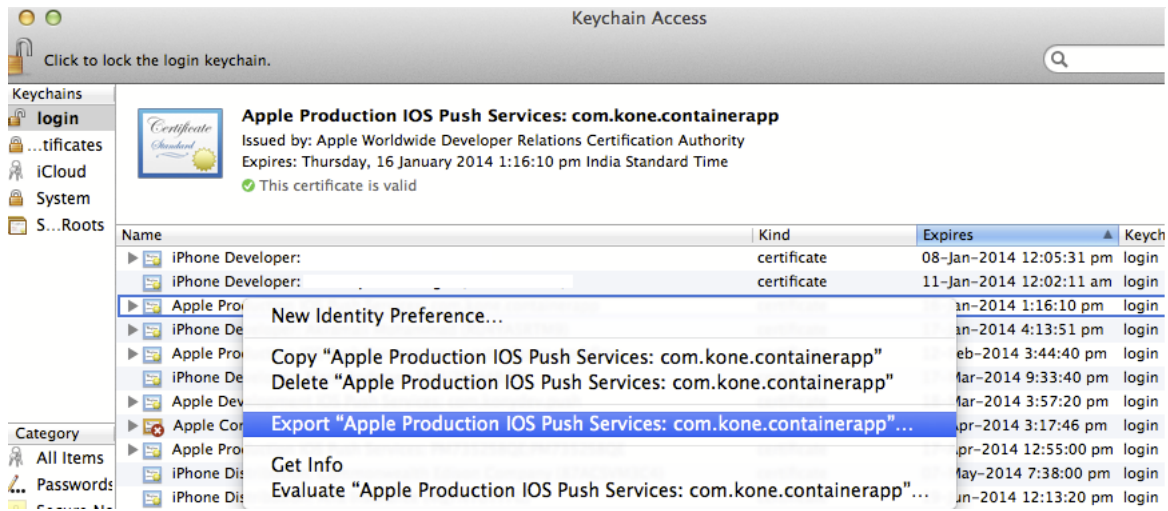 Keychain Access
Click to lock the login keychain.
Keychains
login
...tificates
iCloud
System
S...Roots
Certificate
Standard
Apple Production IOS Push Services: com.kone.containerapp
Issued by: Apple Worldwide Developer Relations Certification Authority
Expires: Thursday, 16 January 2014 1:16:10 pm India Standard Time
This certificate is valid
Name Kind Expires Keych
iPhone Developer: certificate 08-Jan-2014 12:05:31 pm login
iPhone Developer: certificate 11-Jan-2014 12:02:11 am login
Apple Pro an-2014 1:16:10 pm login
iPhone De an-2014 4:13:51 pm login
Apple Pro eb-2014 3:44:40 pm login
iPhone De Mar-2014 9:33:40 pm login
Apple Dev Mar-2014 3:57:20 pm login
Apple Cor pr-2014 3:17:46 pm login
Apple Pro pr-2014 12:55:00 pm login
iPhone Dis May-2014 7:38:00 pm login
iPhone Dis un-2014 12:13:20 pm login
New Identity Preference...
Copy “Apple Production IOS Push Services: com.kone.containerapp”
Delete “Apple Production IOS Push Services: com.kone.containerapp”
Export “Apple Production IOS Push Services: com.kone.containerapp”...
Get Info
Evaluate “Apple Production IOS Push Services: com.kone.containerapp”...
Category
All Items
Passwords